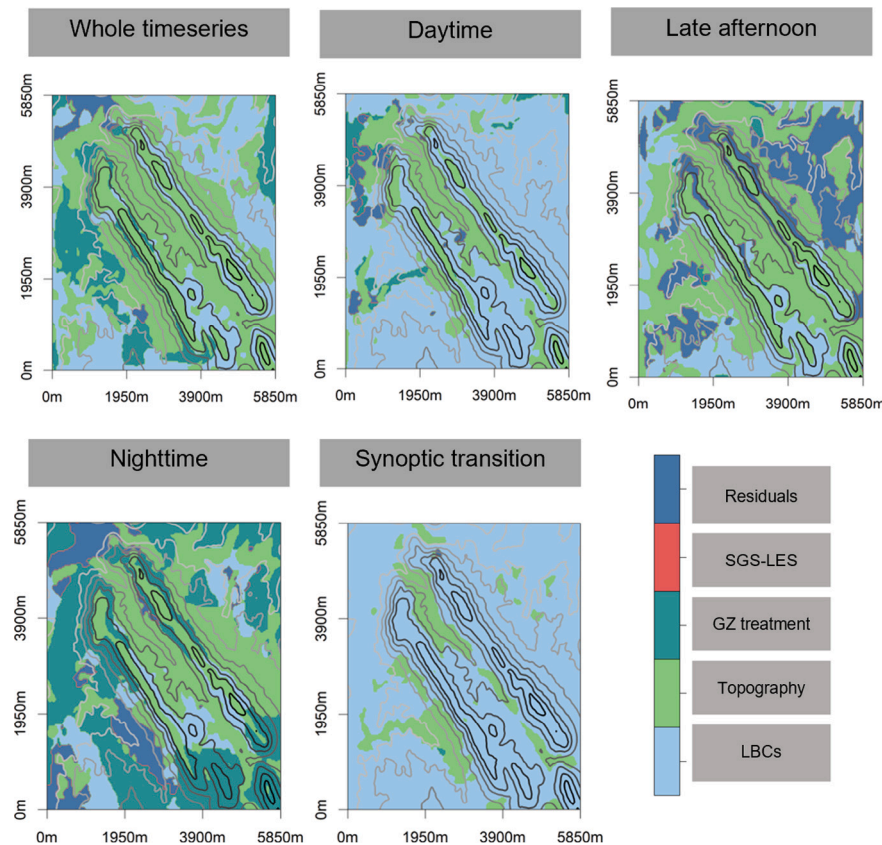 Whole timeseries
Daytime
Late afternoon
5850m
3900m
1950m
0m
0m
1950m
3900m
5850m
5850m
3900m
1950m
0m
0m
1950m
3900m
5850m
5850m
3900m
1950m
0m
0m
1950m
3900m
5850m
Nighttime
Synoptic transition
5850m
3900m
1950m
0m
0m
1950m
3900m
5850m
5850m
3900m
1950m
0m
0m
1950m
3900m
5850m
Residuals
SGS-LES
GZ treatment
Topography
LBCs